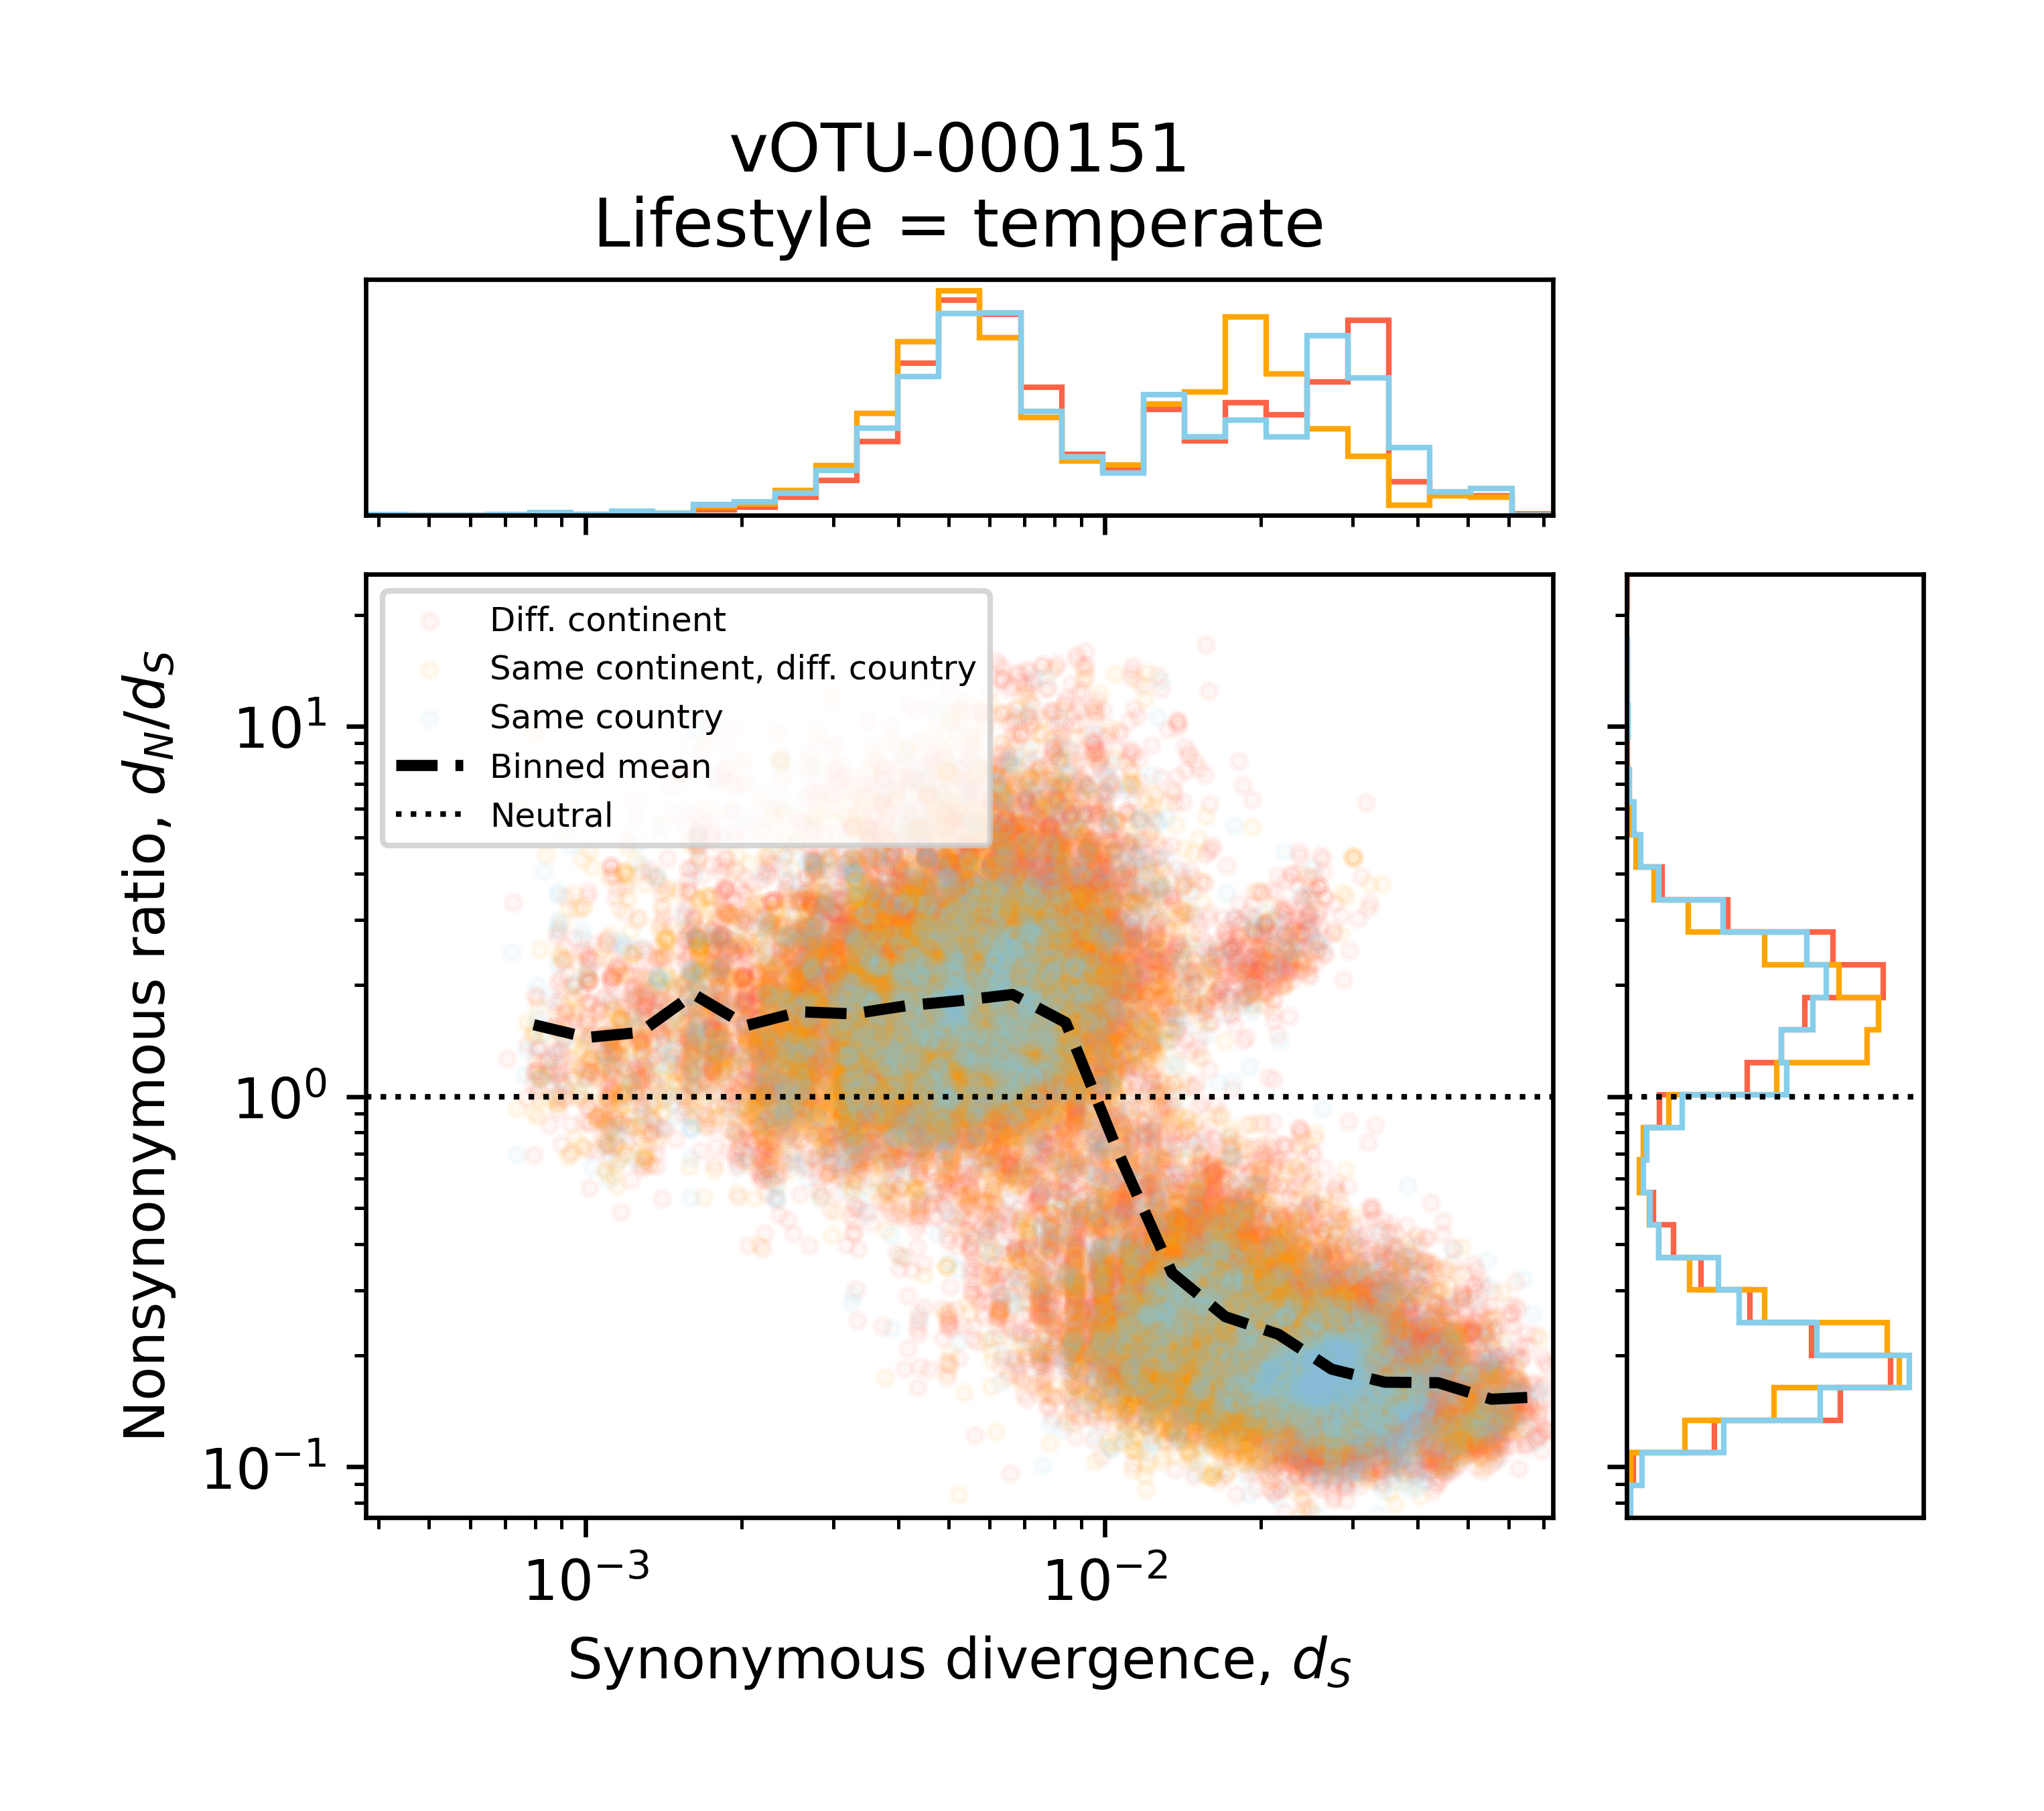 vOTU-000151
Lifestyle = temperate
Diff. continent
Same continent, diff. country
Same country
Binned mean
Neutral
Nonsynonymous ratio, d_N/d_S
10^1
10^0
10^−1
10^−3
10^−2
Synonymous divergence, d_S